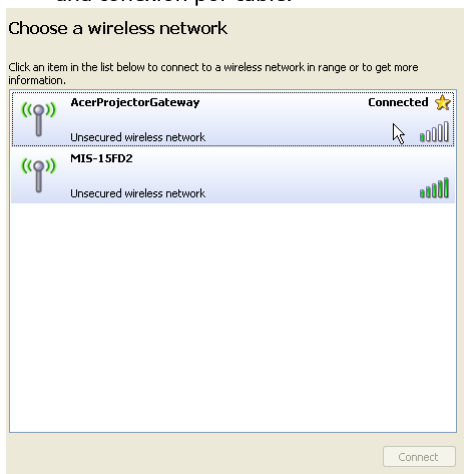 Choose a wireless network
Click an item in the list below to connect to a wireless network in range or to get more
information.
AcerProjectorGateway Connected
Unsecured wireless network
MIS-15FD2
Unsecured wireless network
Connect